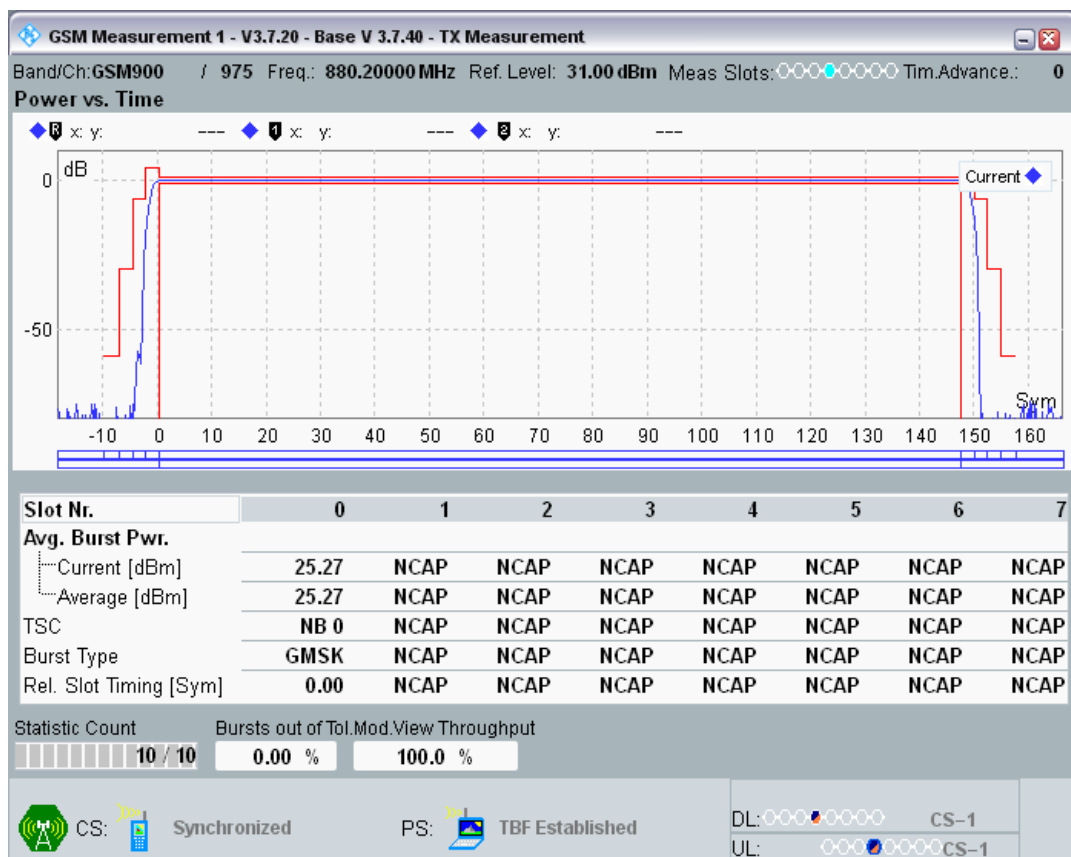 GSM Measurement 1 - V3.7.20 - Base V 3.7.40 - TX Measurement
Band/Ch:GSM900 / 975 Freq.: 880.20000 MHz Ref. Level: 31.00 dBm Meas Slots: Tim.Advance.: 0
Power vs. Time
R x: y: --- 1 x: y: --- 2 x: y: ---
dB
Current
0
-50
Sym
-10 0 10 20 30 40 50 60 70 80 90 100 110 120 130 140 150 160
Slot Nr. 0 1 2 3 4 5 6 7
Avg. Burst Pwr.
Current [dBm] 25.27 NCAP NCAP NCAP NCAP NCAP NCAP NCAP
Average [dBm] 25.27 NCAP NCAP NCAP NCAP NCAP NCAP NCAP
TSC NB 0 NCAP NCAP NCAP NCAP NCAP NCAP NCAP
Burst Type GMSK NCAP NCAP NCAP NCAP NCAP NCAP NCAP
Rel. Slot Timing [Sym] 0.00 NCAP NCAP NCAP NCAP NCAP NCAP NCAP
Statistic Count Bursts out of Tol.Mod.View Throughput
10 / 10 0.00 % 100.0 %
CS: Synchronized PS: TBF Established DL: CS-1
UL: CS-1